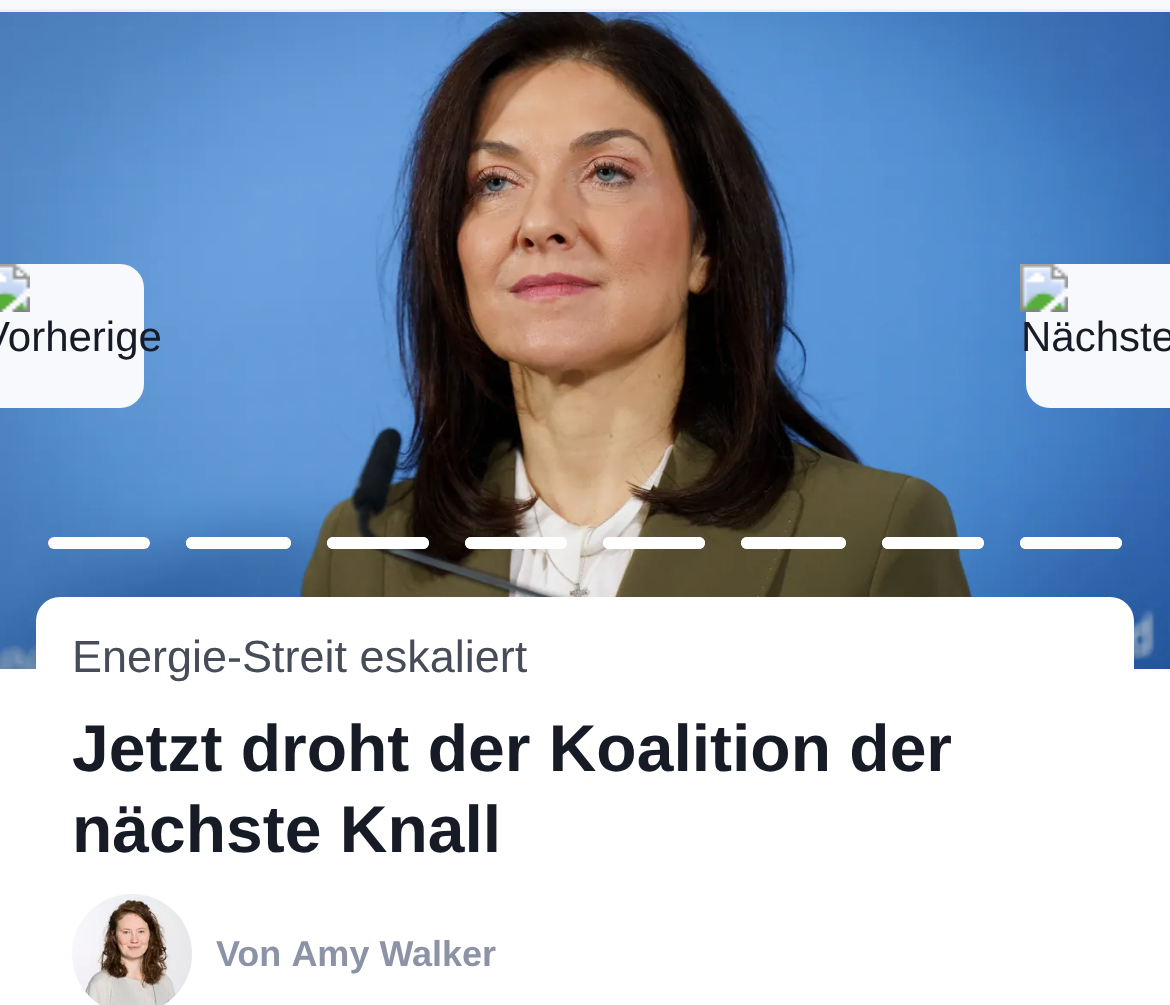 Vorherige
Nächste
Energie-Streit eskaliert
Jetzt droht der Koalition der
nächste Knall
Von Amy Walker